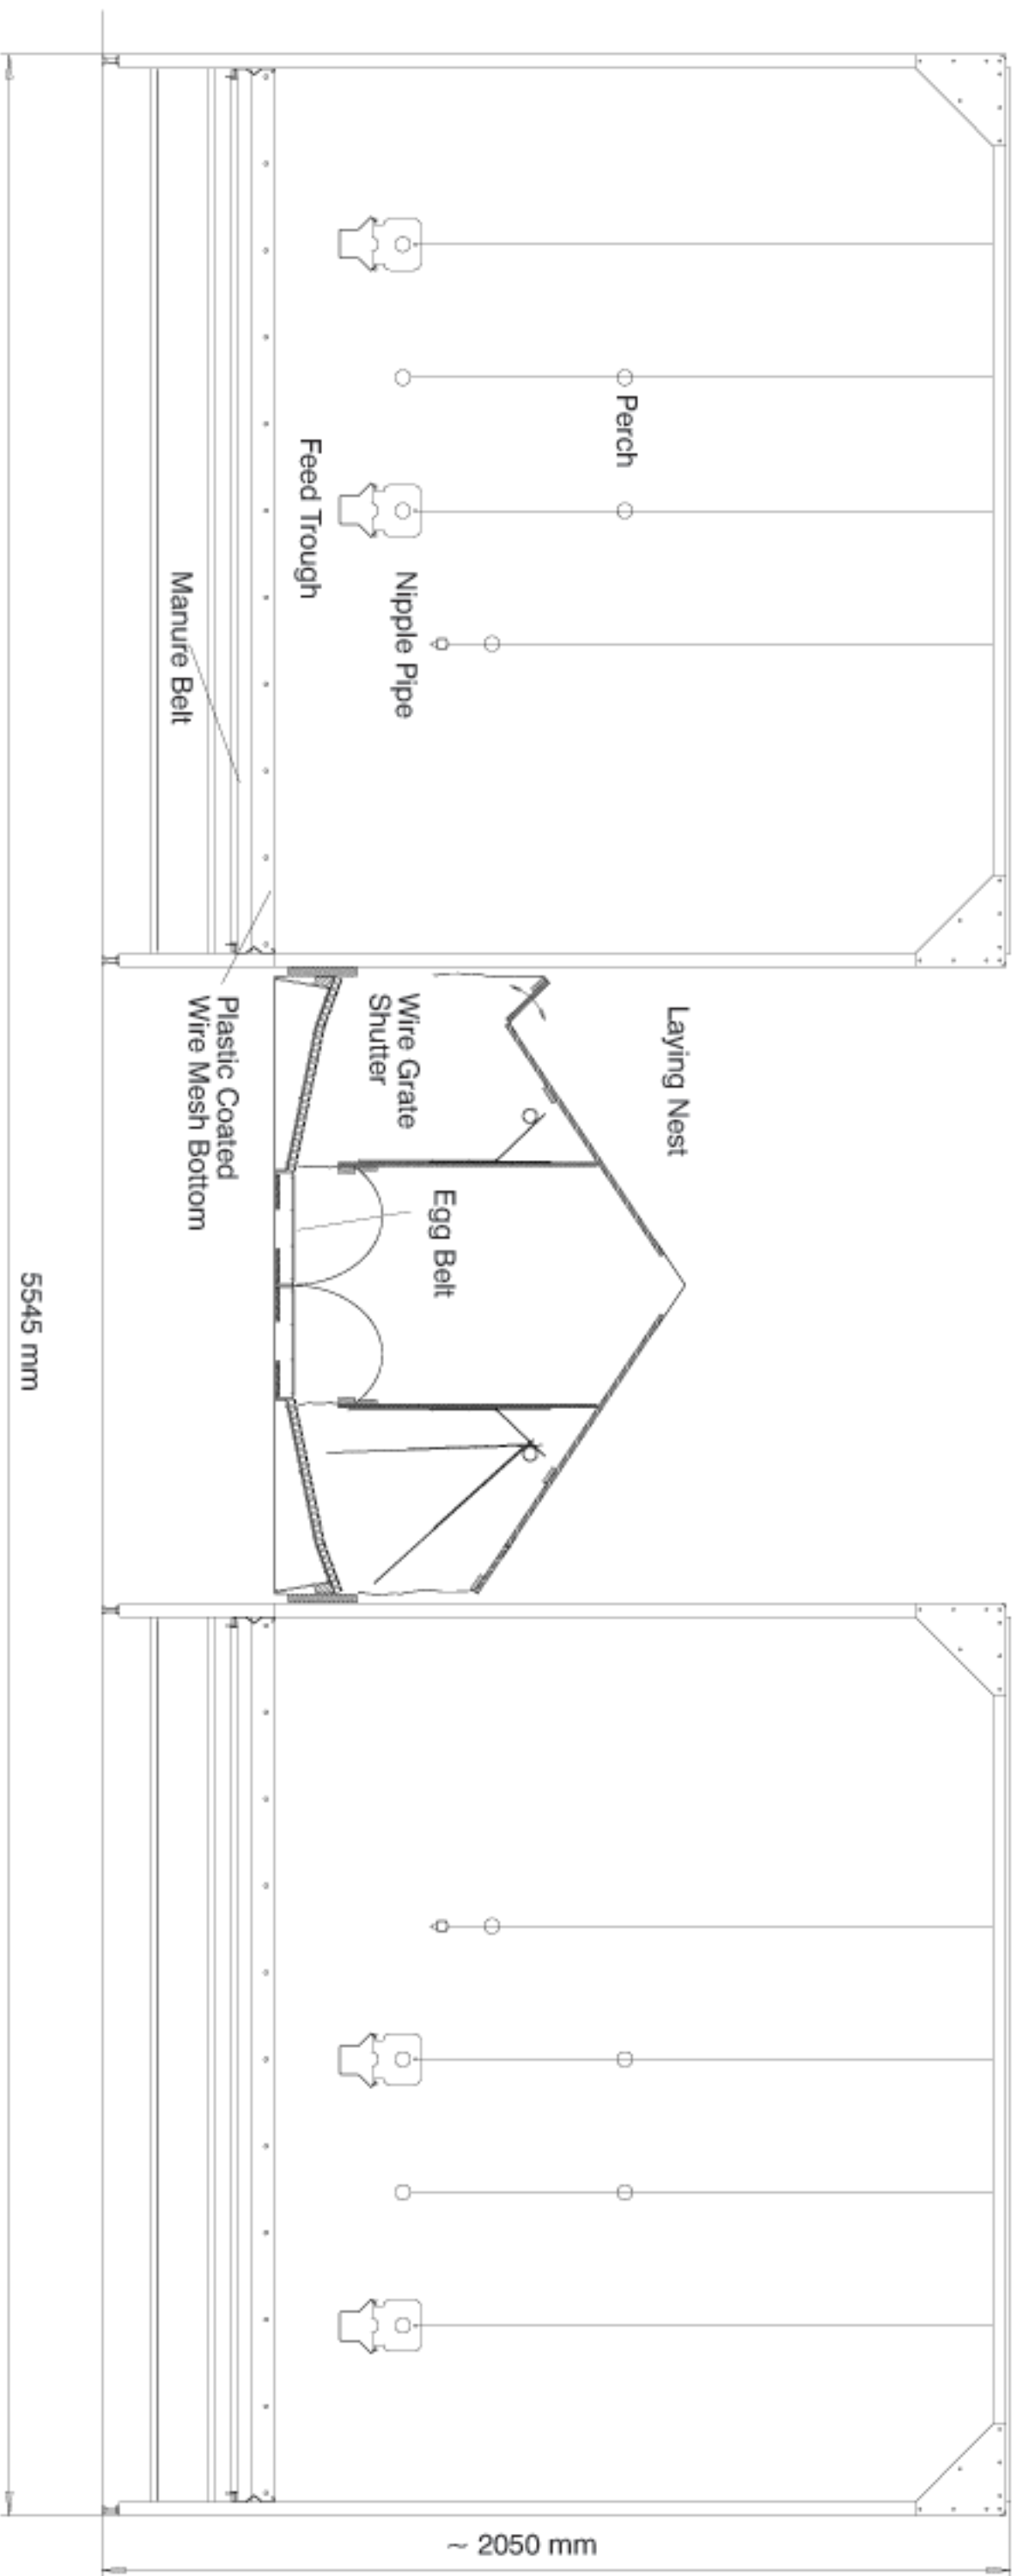 Laying Nest
Perch
Nipple Pipe
Feed Trough
Manure Belt
Wire Grate
Shutter
Egg Belt
Plastic Coated
Wire Mesh Bottom
5545 mm
~ 2050 mm